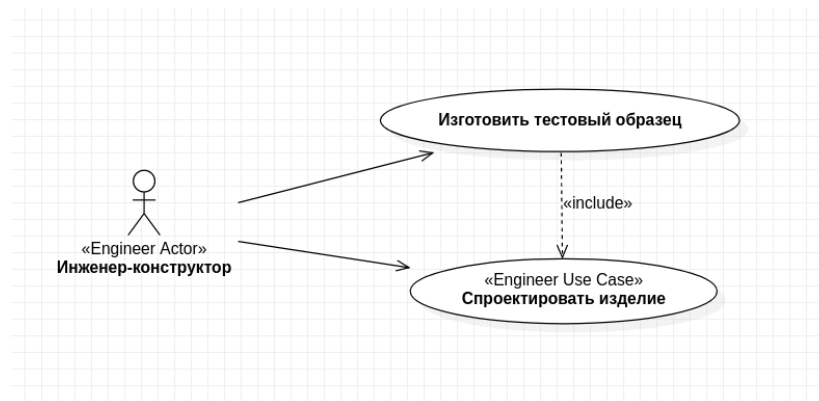 Изготовить тестовый образец
«include»
«Engineer Actor»
Инженер-конструктор
«Engineer Use Case»
Спроектировать изделие